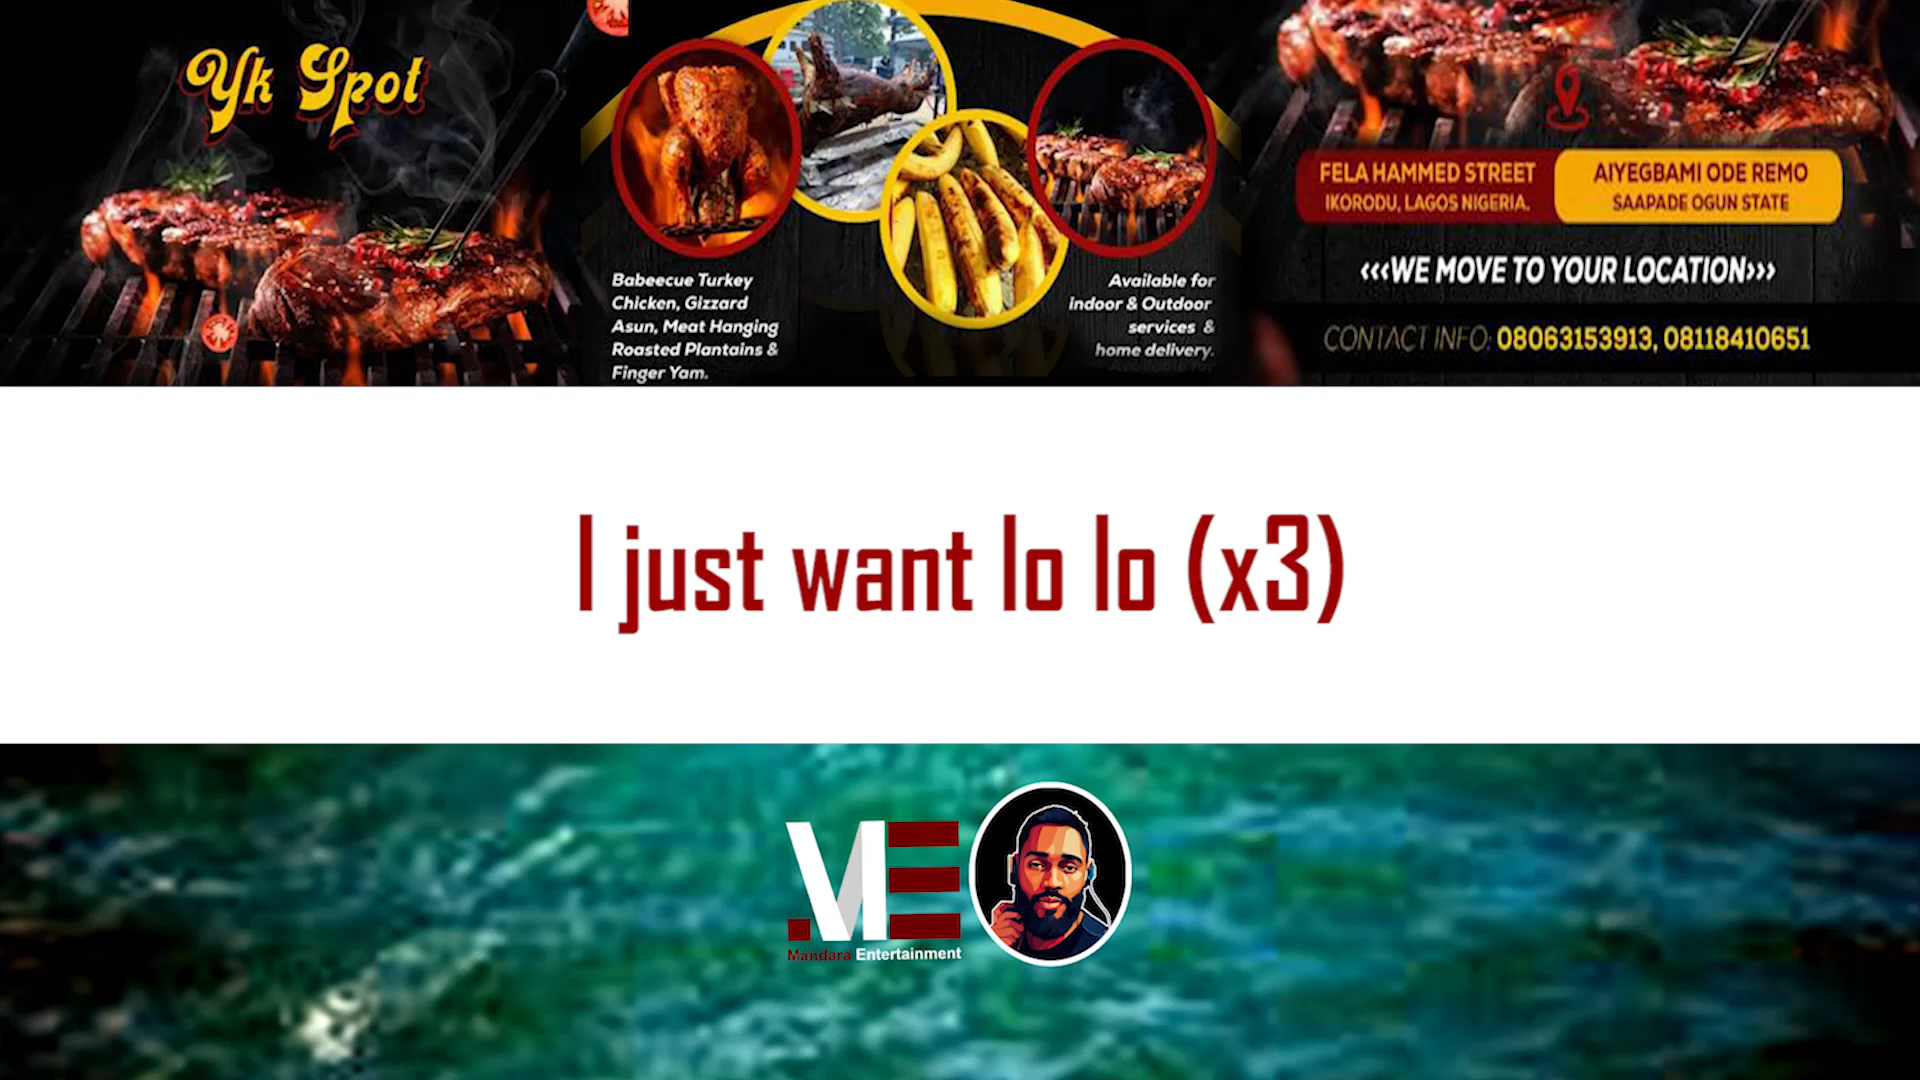 Yk Spot
Babeecue Turkey
Chicken, Gizzard
Asun, Meat Hanging
Roasted Plantains &
Finger Yam.
Available for
indoor & Outdoor
services &
home delivery.
FELA HAMMED STREET
IKORODU, LAGOS NIGERIA.
AIYEGBAMI ODE REMO
SAAPADE OGUN STATE
<<<WE MOVE TO YOUR LOCATION>>>
CONTACT INFO: 08063153913, 08118410651
I just want lo lo (x3)
ME
Mandara Entertainment